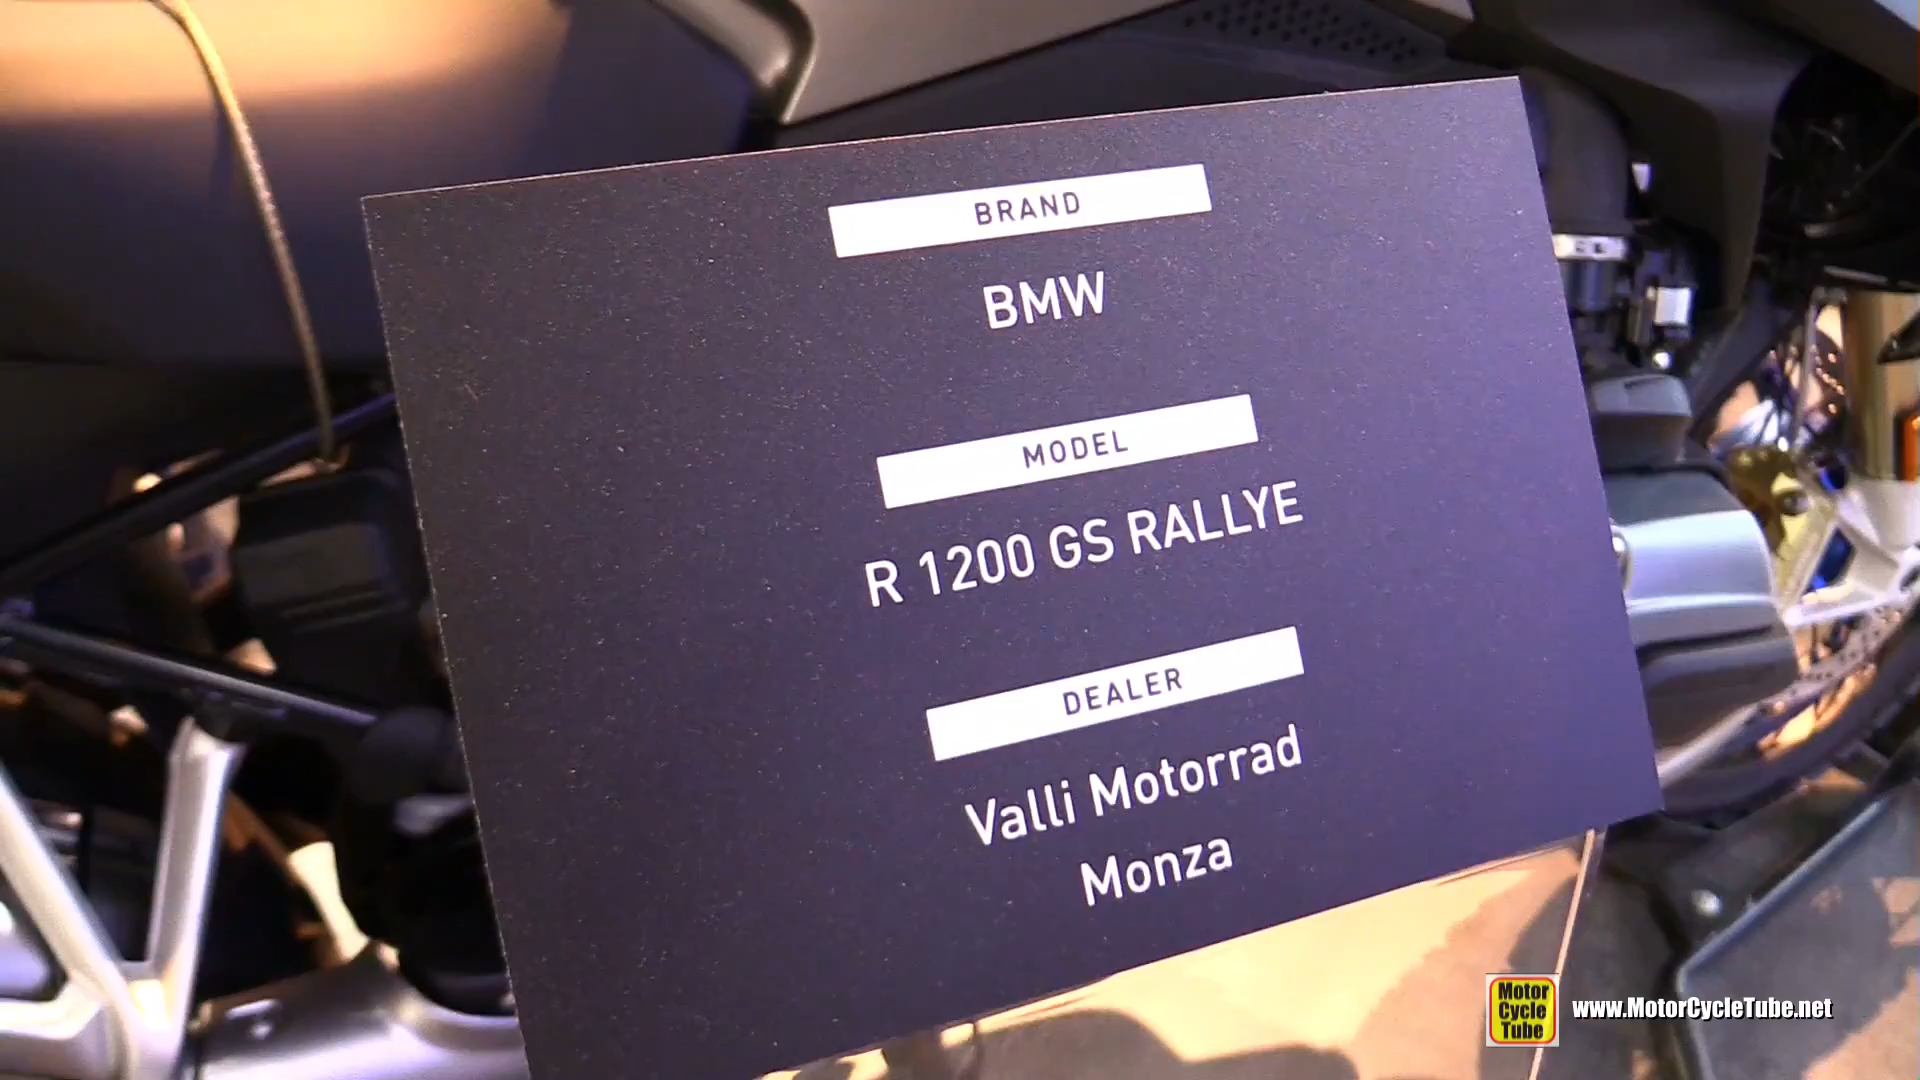 BRAND
BMW
MODEL
R 1200 GS RALLYE
DEALER
Valli Motorrad
Monza
Motor
Cycle
Tube
www.MotorCycleTube.net